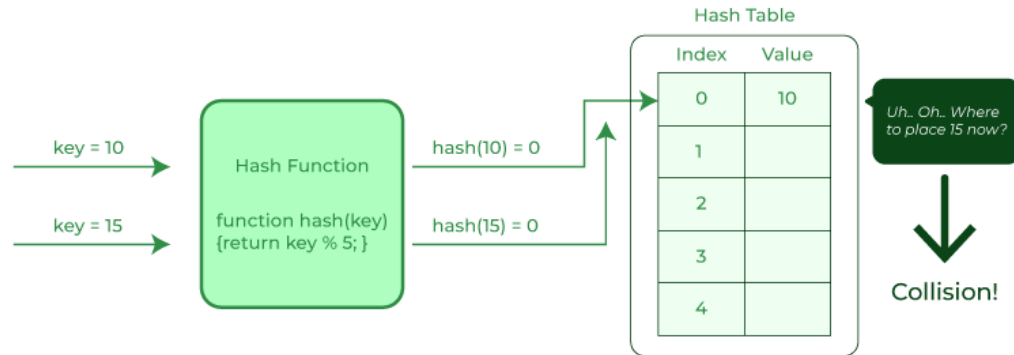 Hash Table
Index Value
key = 10
key = 15
Hash Function
function hash(key)
{return key % 5; }
hash(10) = 0
hash(15) = 0
0 10
1
2
3
4
Uh.. Oh.. Where
to place 15 now?
Collision!